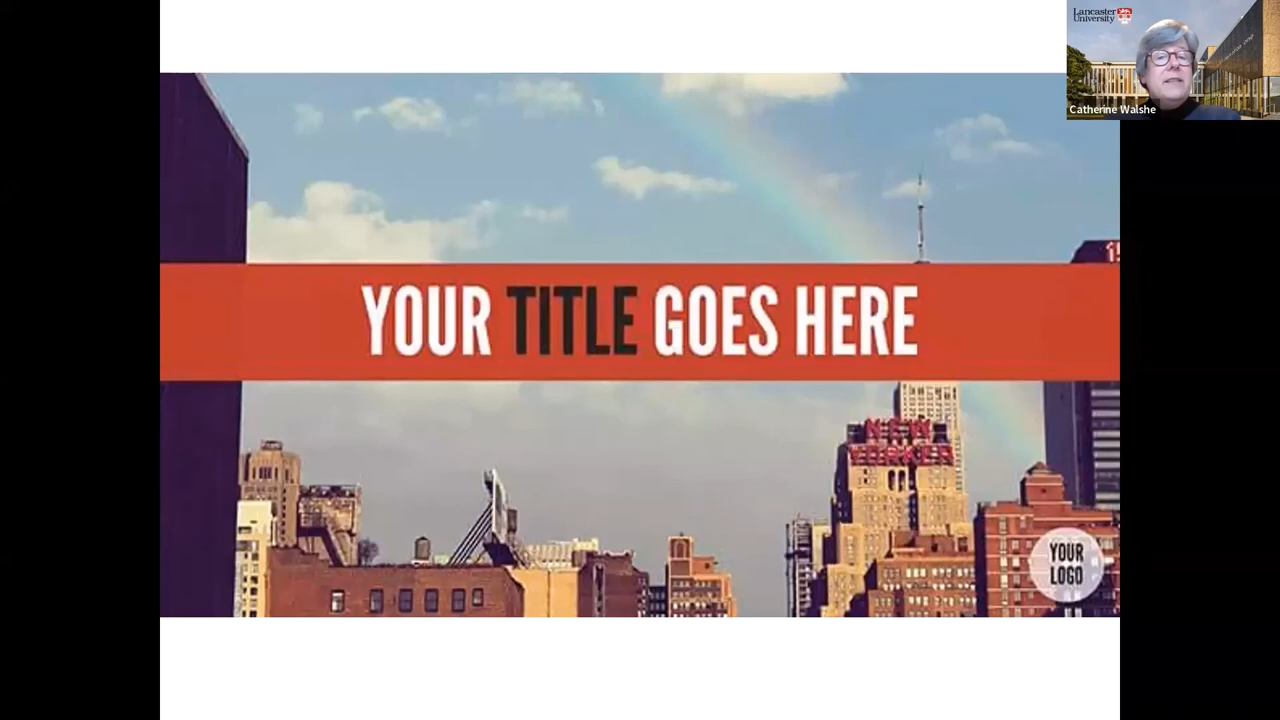 Lancaster
University
Catherine Walshe
YOUR TITLE GOES HERE
NEW
YORKER
YOUR
LOGO